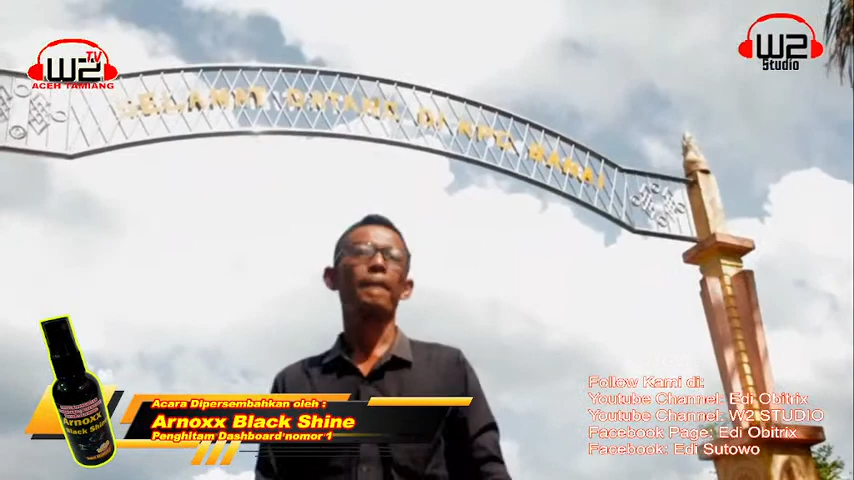 W2
TV
ACEH TAMIANG
W2
Studio
SELAMAT DATANG DI KPG. BAHAI
Acara Dipersembahkan oleh :
Arnoxx Black Shine
Penghitam Dashboard nomor 1
Arnoxx
Black Shine
Follow Kami di:
Youtube Channel: Edi Obitrix
Youtube Channel: W2 STUDIO
Facebook Page: Edi Obitrix
Facebook: Edi Sutowo